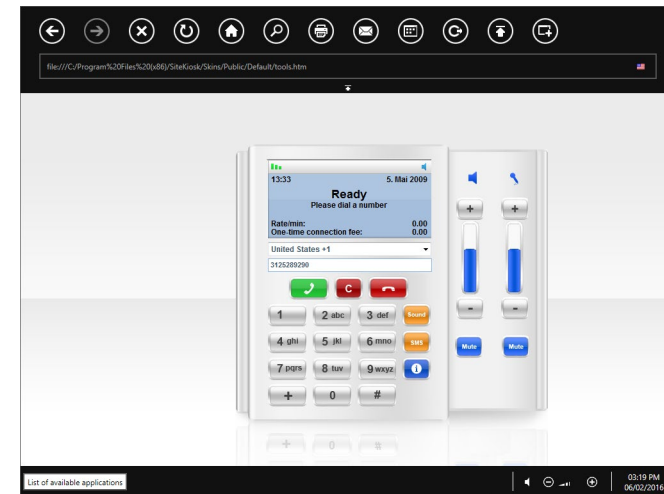 file:///C:/Program%20Files%20(x86)/SiteKiosk/Skins/Public/Default/tools.htm
13:33 5. Mai 2009
Ready
Please dial a number
Rate/min: 0.00
One-time connection fee: 0.00
United States +1
3125289290
C
1 2 abc 3 def Sound
4 ghi 5 jkl 6 mno SMS
7 pqrs 8 tuv 9 wxyz i
+ 0 #
+ +
- -
Mute Mute
+ 0 #
List of available applications
03:19 PM
06/02/2016